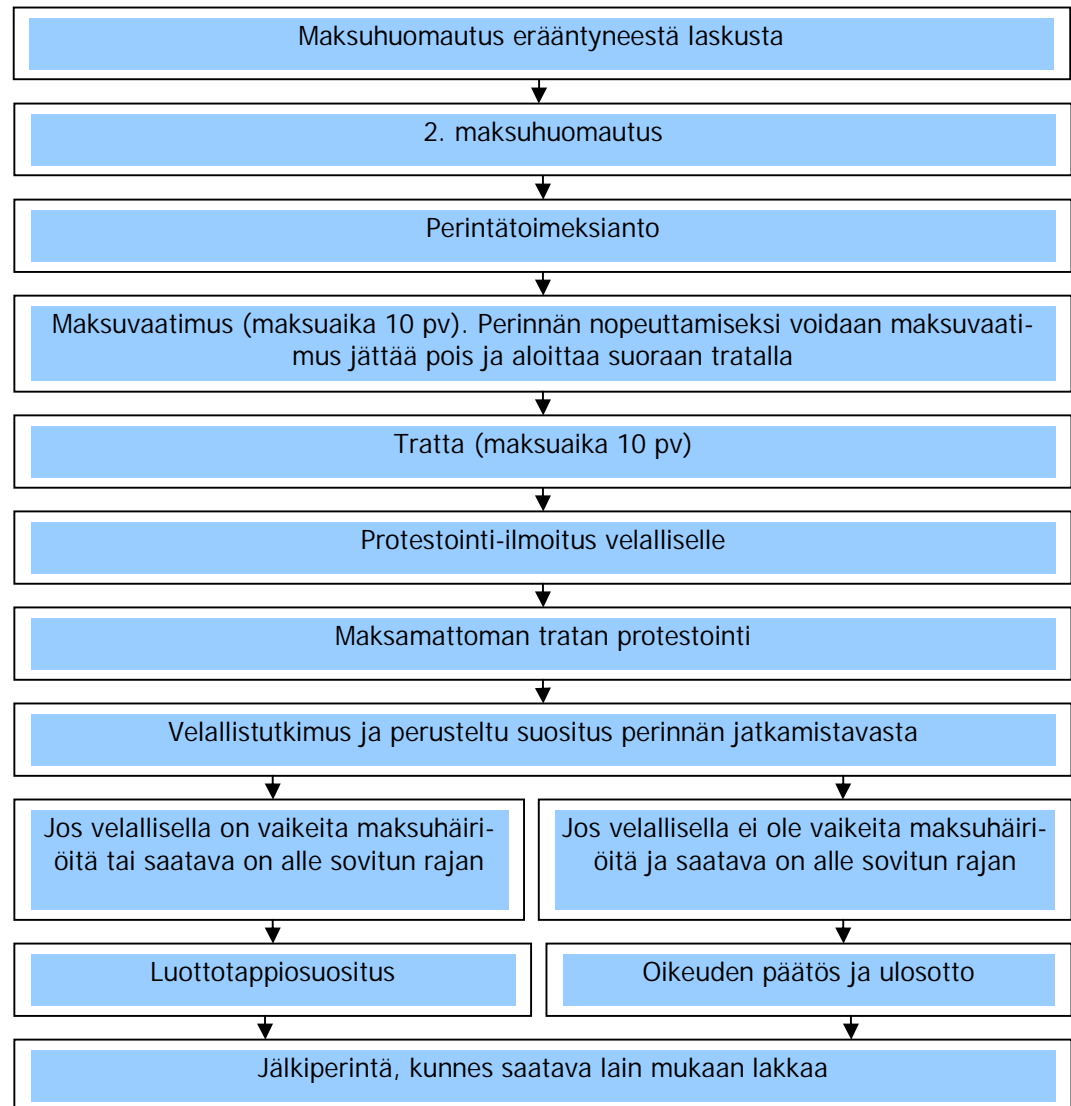 Maksuhuomautus erääntyneestä laskusta
2. maksuhuomautus
Perintätoimeksianto
Maksuvaatimus (maksuaika 10 pv). Perinnän nopeuttamiseksi voidaan maksuvaati-
mus jättää pois ja aloittaa suoraan tratalla
Tratta (maksuaika 10 pv)
Protestointi-ilmoitus velalliselle
Maksamattoman tratan protestointi
Velallistutkimus ja perusteltu suositus perinnän jatkamistavasta
Jos velallisella on vaikeita maksuhäiri-
öitä tai saatava on alle sovitun rajan
Jos velallisella ei ole vaikeita maksuhäiri-
öitä ja saatava on alle sovitun rajan
Luottotappiosuositus
Oikeuden päätös ja ulosotto
Jälkiperintä, kunnes saatava lain mukaan lakkaa